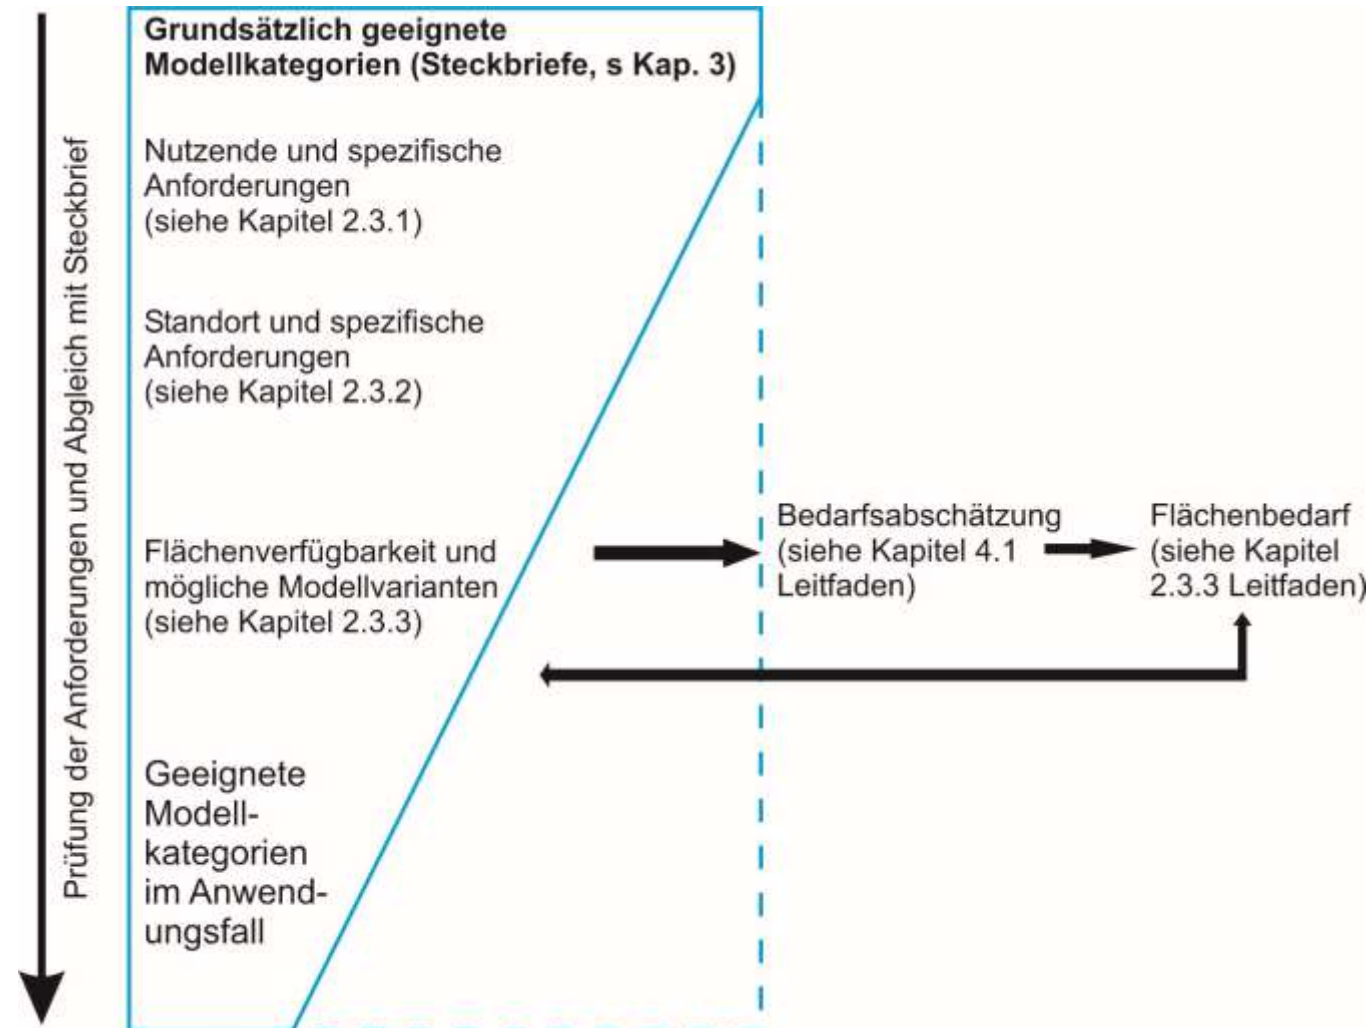 Grundsätzlich geeignete
Modellkategorien (Steckbriefe, s Kap. 3)
Prüfung der Anforderungen und Abgleich mit Steckbrief
Nutzende und spezifische
Anforderungen
(siehe Kapitel 2.3.1)
Standort und spezifische
Anforderungen
(siehe Kapitel 2.3.2)
Flächenverfügbarkeit und
mögliche Modellvarianten
(siehe Kapitel 2.3.3)
Bedarfsabschätzung
(siehe Kapitel 4.1
Leitfaden)
Flächenbedarf
(siehe Kapitel
2.3.3 Leitfaden)
Geeignete
Modell-
kategorien
im Anwend-
ungsfall